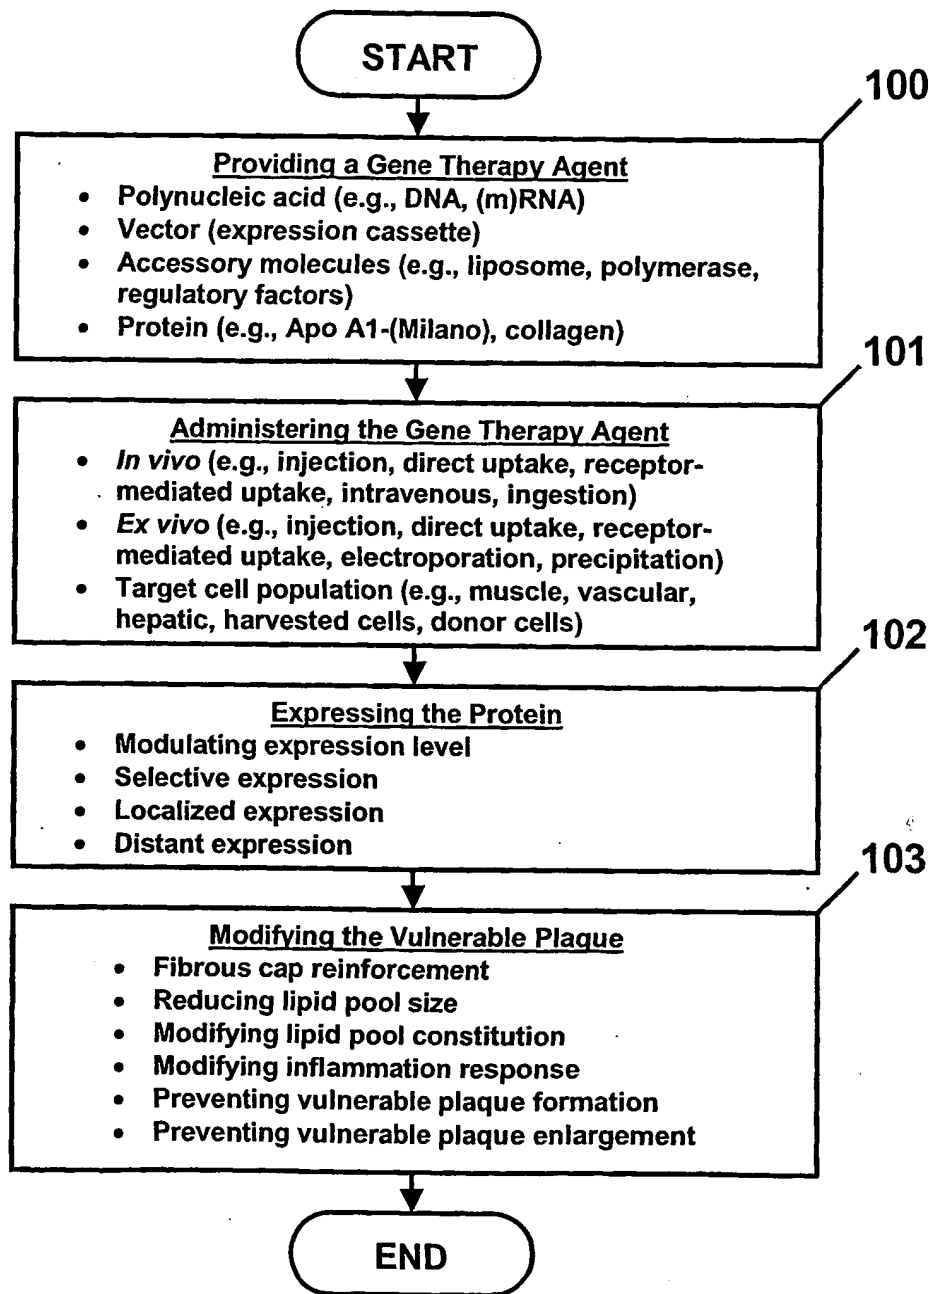 START
100
Providing a Gene Therapy Agent
• Polynucleic acid (e.g., DNA, (m)RNA)
• Vector (expression cassette)
• Accessory molecules (e.g., liposome, polymerase,
regulatory factors)
• Protein (e.g., Apo A1-(Milano), collagen)
101
Administering the Gene Therapy Agent
• In vivo (e.g., injection, direct uptake, receptor-
mediated uptake, intravenous, ingestion)
• Ex vivo (e.g., injection, direct uptake, receptor-
mediated uptake, electroporation, precipitation)
• Target cell population (e.g., muscle, vascular,
hepatic, harvested cells, donor cells)
102
Expressing the Protein
• Modulating expression level
• Selective expression
• Localized expression
• Distant expression
103
Modifying the Vulnerable Plaque
• Fibrous cap reinforcement
• Reducing lipid pool size
• Modifying lipid pool constitution
• Modifying inflammation response
• Preventing vulnerable plaque formation
• Preventing vulnerable plaque enlargement
END